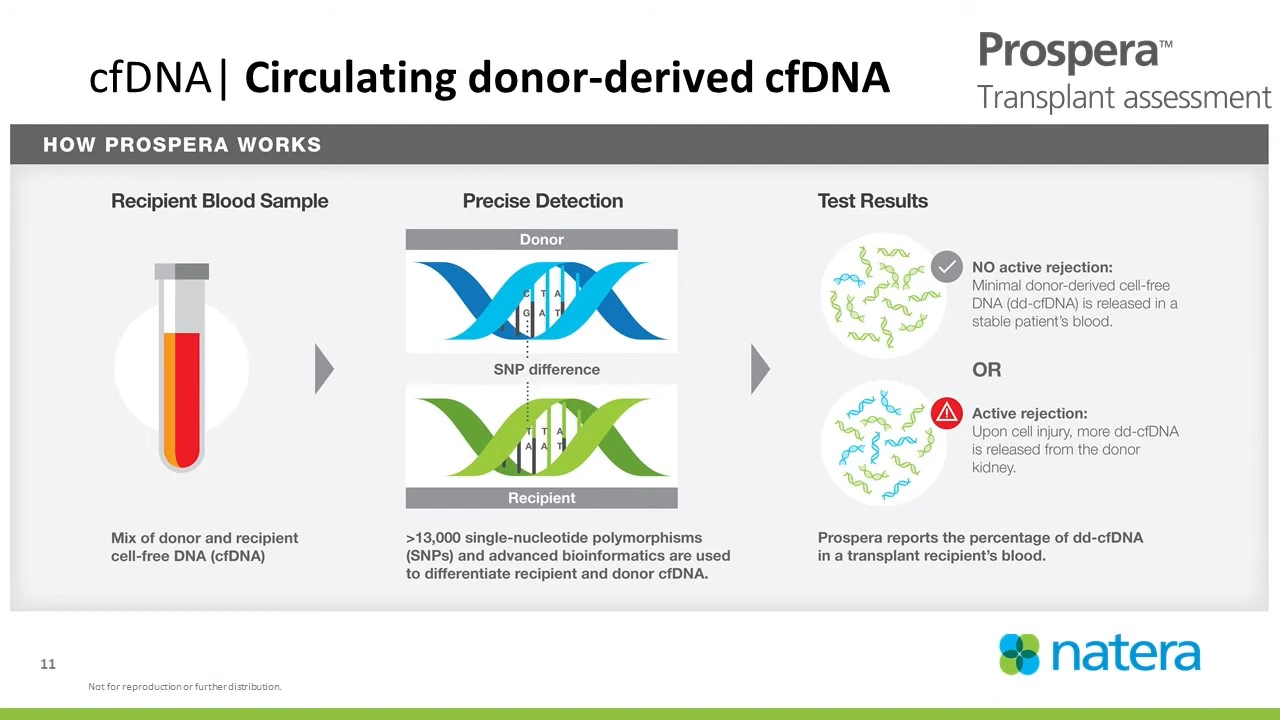 cfDNA| Circulating donor-derived cfDNA
Prospera™
Transplant assessment
HOW PROSPERA WORKS
Recipient Blood Sample
Precise Detection
Test Results
Donor
C T A
G A T
SNP difference
T T A
A A T
Recipient
NO active rejection:
Minimal donor-derived cell-free
DNA (dd-cfDNA) is released in a
stable patient's blood.
OR
Active rejection:
Upon cell injury, more dd-cfDNA
is released from the donor
kidney.
Mix of donor and recipient
cell-free DNA (cfDNA)
>13,000 single-nucleotide polymorphisms
(SNPs) and advanced bioinformatics are used
to differentiate recipient and donor cfDNA.
Prospera reports the percentage of dd-cfDNA
in a transplant recipient's blood.
11
Not for reproduction or further distribution.
natera